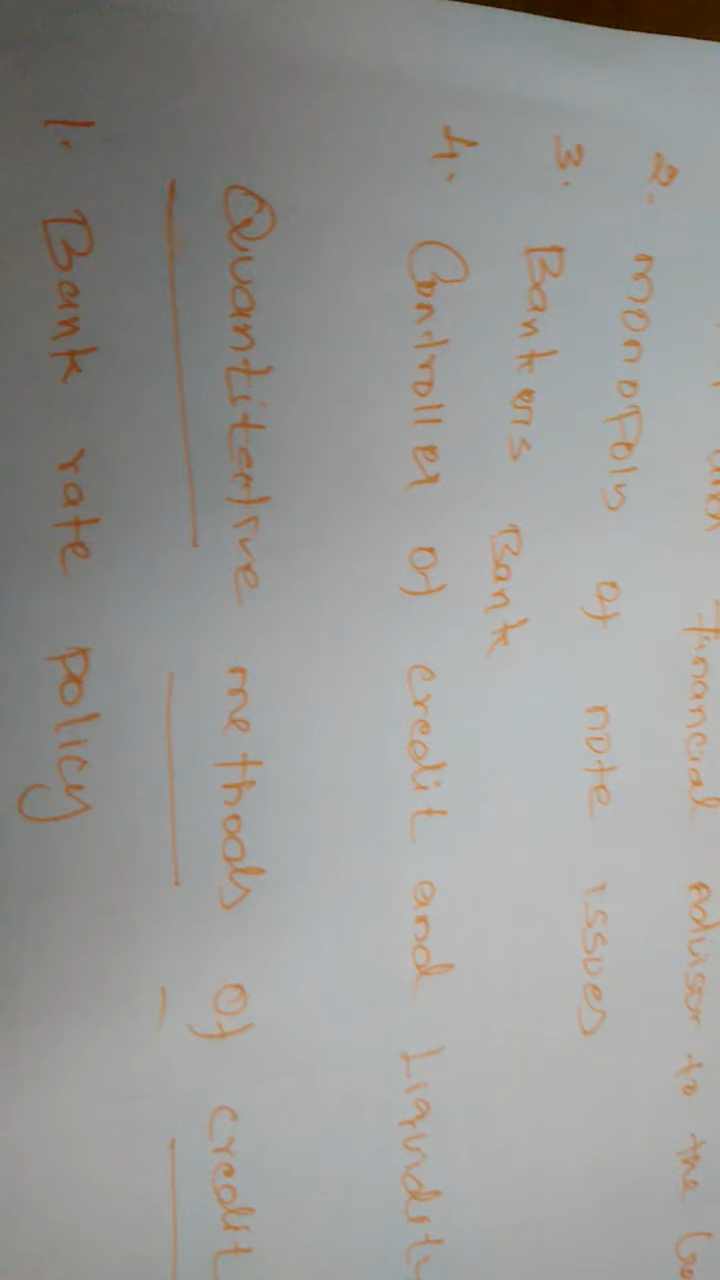 and Financial advisor to the
2. monopoly of note issues
3. Bankers Bank
4. Controller of credit and Liquidity
Quantitative methods of credit
1. Bank rate policy